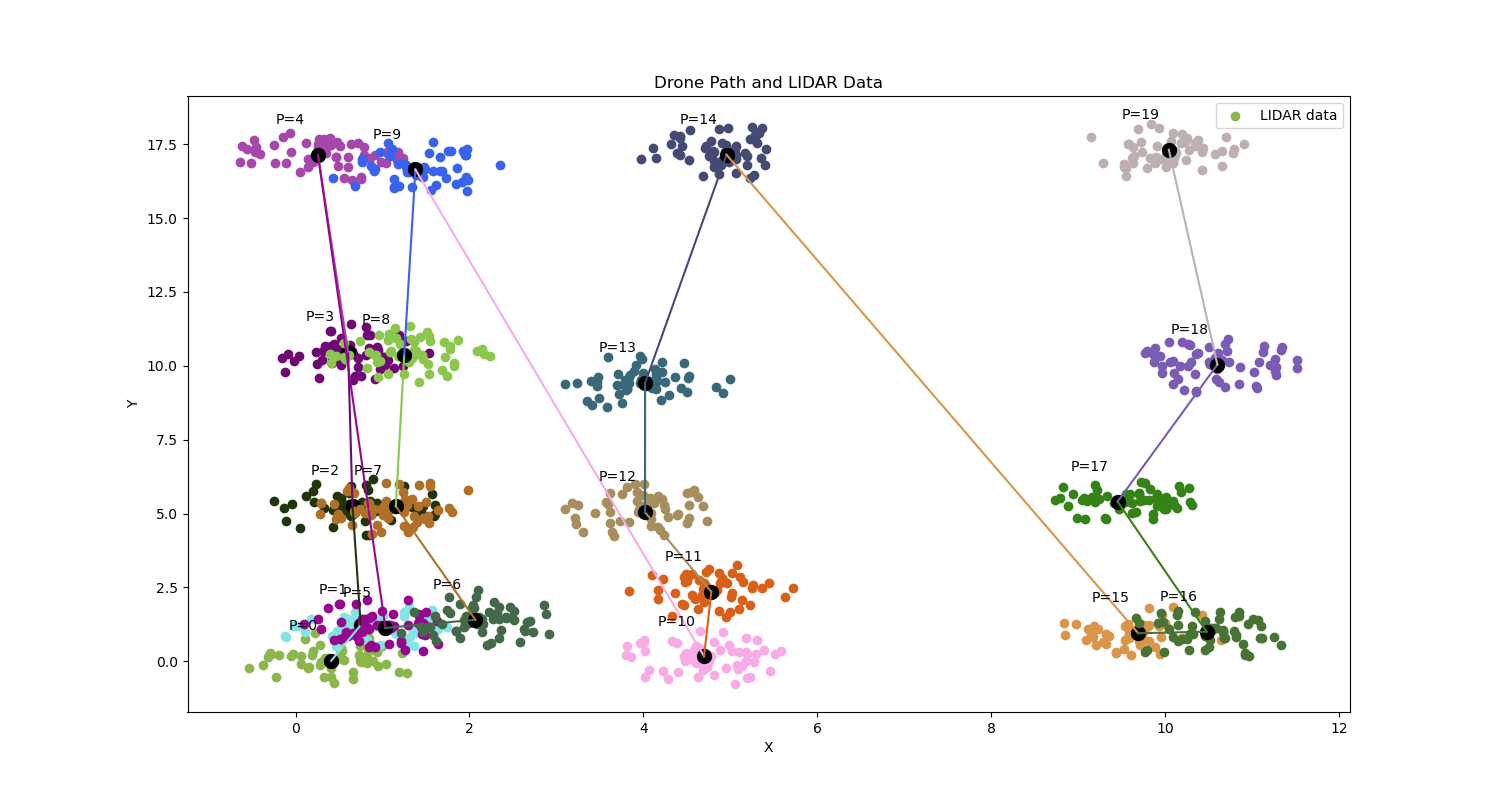 Drone Path and LIDAR Data
LIDAR data
P=4
P=9
P=14
P=19
P=3
P=8
P=13
P=18
P=2
P=7
P=12
P=17
P=11
P=1
P=5
P=6
P=15
P=16
P=0
P=10
17.5
15.0
12.5
10.0
7.5
5.0
2.5
0.0
Y
0
2
4
6
8
10
12
X